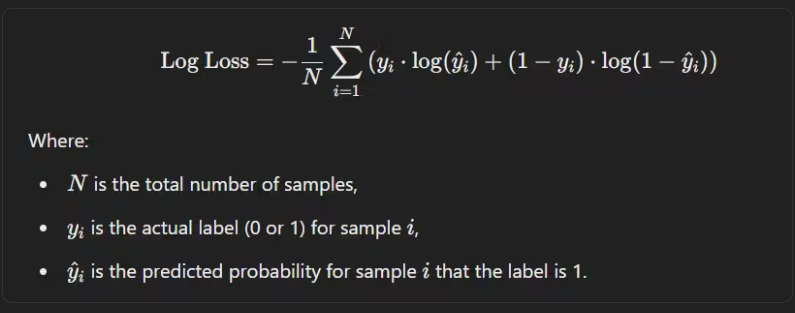 Log Loss = −\frac{1}{N} \sum_{i=1}^{N} (y_i · log(ŷ_i) + (1 − y_i) · log(1 − ŷ_i))
Where:
• N is the total number of samples,
• y_i is the actual label (0 or 1) for sample i,
• ŷ_i is the predicted probability for sample i that the label is 1.